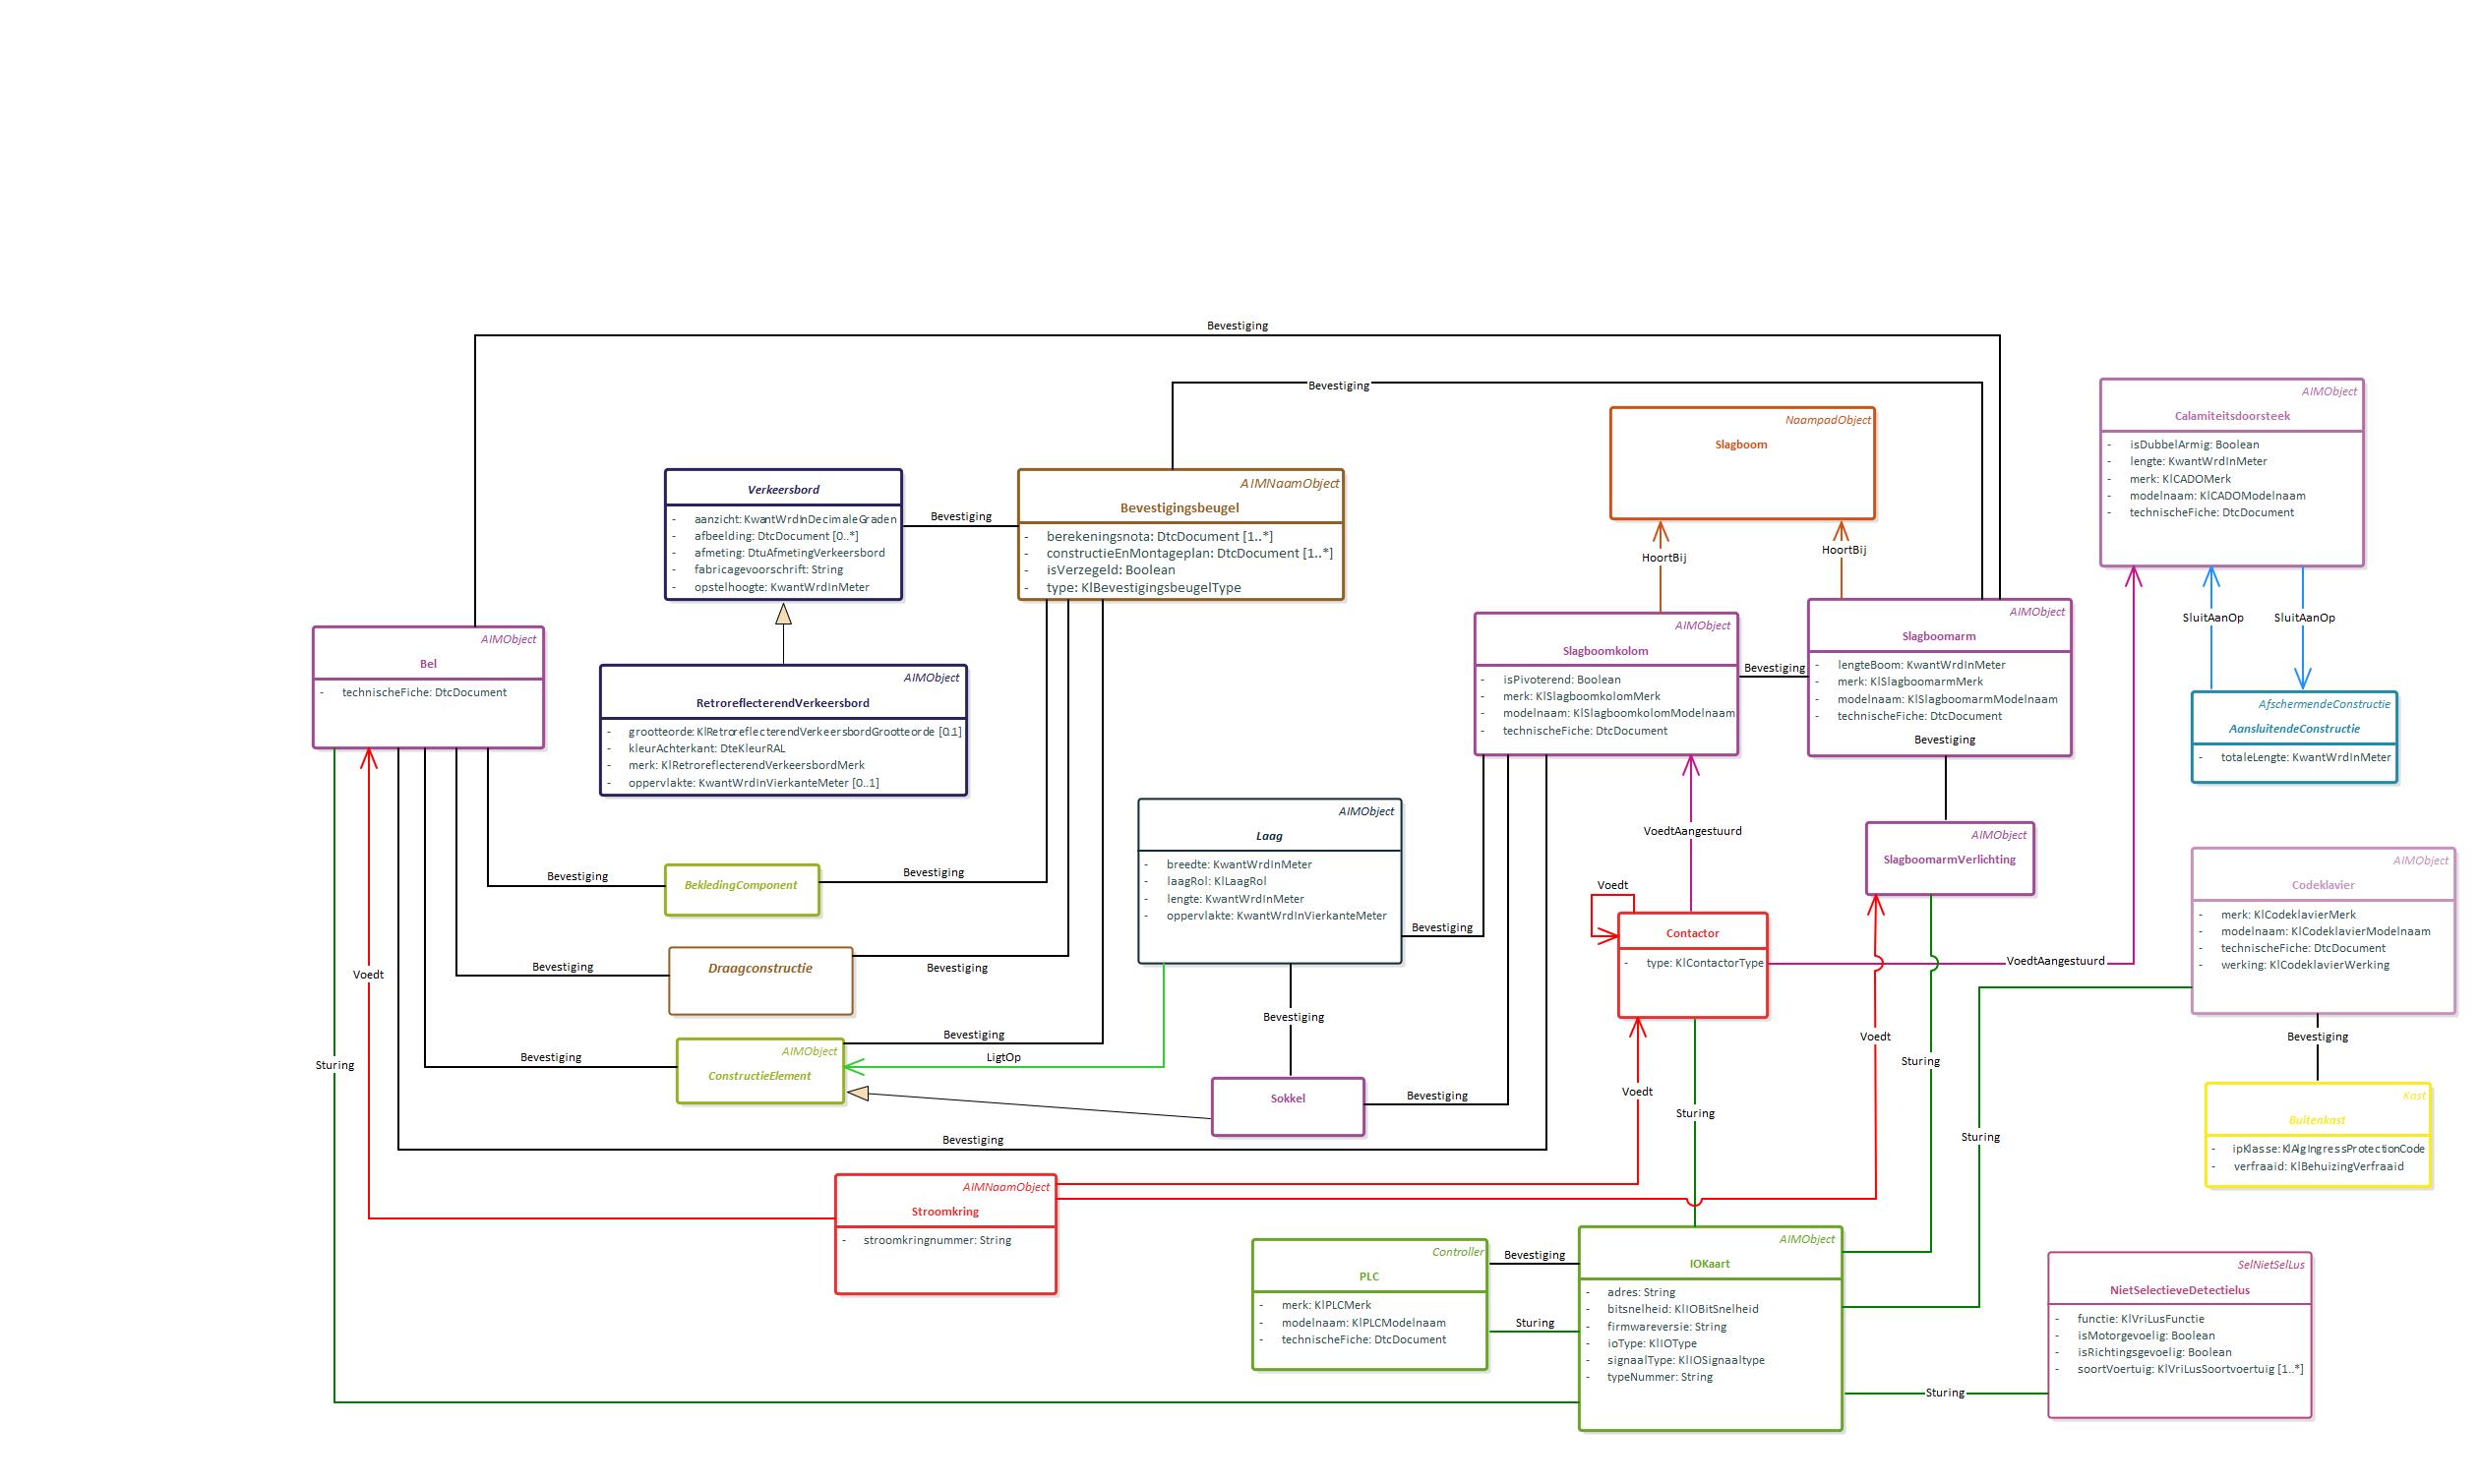 Bevestiging
Bevestiging
AIMObject
Calamiteitsdoorsteek
- isDubbelArmig: Boolean
- lengte: KwantWrdInMeter
- merk: KlCADOMerk
- modelnaam: KlCADOModelnaam
- technischeFiche: DtcDocument
NaampadObject
Slagboom
Verkeersbord
- aanzicht: KwantWrdInDecimaleGraden
- afbeelding: DtcDocument [0..*]
- afmeting: DtuAfmetingVerkeersbord
- fabricagevoorschrift: String
- opstelhoogte: KwantWrdInMeter
Bevestiging
AIMNaamObject
Bevestigingsbeugel
- berekeningsnota: DtcDocument [1..*]
- constructieEnMontageplan: DtcDocument [1..*]
- isVerzegeld: Boolean
- type: KlBevestigingsbeugelType
HoortBij
HoortBij
SluitAanOp
SluitAanOp
AIMObject
Bel
- technischeFiche: DtcDocument
AIMObject
RetroreflecterendVerkeersbord
- grootteorde: KlRetroreflecterendVerkeersbordGrootteorde [0..1]
- kleurAchterkant: DteKleurRAL
- merk: KlRetroreflecterendVerkeersbordMerk
- oppervlakte: KwantWrdInVierkanteMeter [0..1]
AIMObject
Slagboomkolom
- isPivoterend: Boolean
- merk: KlSlagboomkolomMerk
- modelnaam: KlSlagboomkolomModelnaam
- technischeFiche: DtcDocument
Bevestiging
AIMObject
Slagboomarm
- lengteBoom: KwantWrdInMeter
- merk: KlSlagboomarmMerk
- modelnaam: KlSlagboomarmModelnaam
- technischeFiche: DtcDocument
Bevestiging
AfschermendeConstructie
AansluitendeConstructie
- totaleLengte: KwantWrdInMeter
AIMObject
Laag
- breedte: KwantWrdInMeter
- laagRol: KlLaagRol
- lengte: KwantWrdInMeter
- oppervlakte: KwantWrdInVierkanteMeter
VoedtAangestuurd
AIMObject
SlagboomarmVerlichting
AIMObject
Codeklavier
- merk: KlCodeklavierMerk
- modelnaam: KlCodeklavierModelnaam
- technischeFiche: DtcDocument
- werking: KlCodeklavierWerking
Bevestiging
BekledingComponent
Bevestiging
Voedt
Contactor
- type: KlContactorType
VoedtAangestuurd
Bevestiging
Bevestiging
Draagconstructie
Bevestiging
Voedt
Bevestiging
Bevestiging
AIMObject
ConstructieElement
Bevestiging
LigtOp
Sturing
Sokkel
Bevestiging
Bevestiging
Voedt
Voedt
Sturing
Sturing
Sturing
Bevestiging
Kast
Buitenkast
- ipKlasse: KlAlgIngressProtectionCode
- verfraaid: KlBehuizingVerfraaid
AIMNaamObject
Stroomkring
- stroomkringnummer: String
Controller
PLC
- merk: KlPLCMerk
- modelnaam: KlPLCModelnaam
- technischeFiche: DtcDocument
Bevestiging
Sturing
AIMObject
IOKaart
- adres: String
- bitsnelheid: KlIOBitSnelheid
- firmwareversie: String
- ioType: KlIOType
- signaalType: KlIOSignaaltype
- typeNummer: String
Sturing
SelNietSelLus
NietSelectieveDetectielus
- functie: KlVriLusFunctie
- isMotorgevoelig: Boolean
- isRichtingsgevoelig: Boolean
- soortVoertuig: KlVriLusSoortvoertuig [1..*]